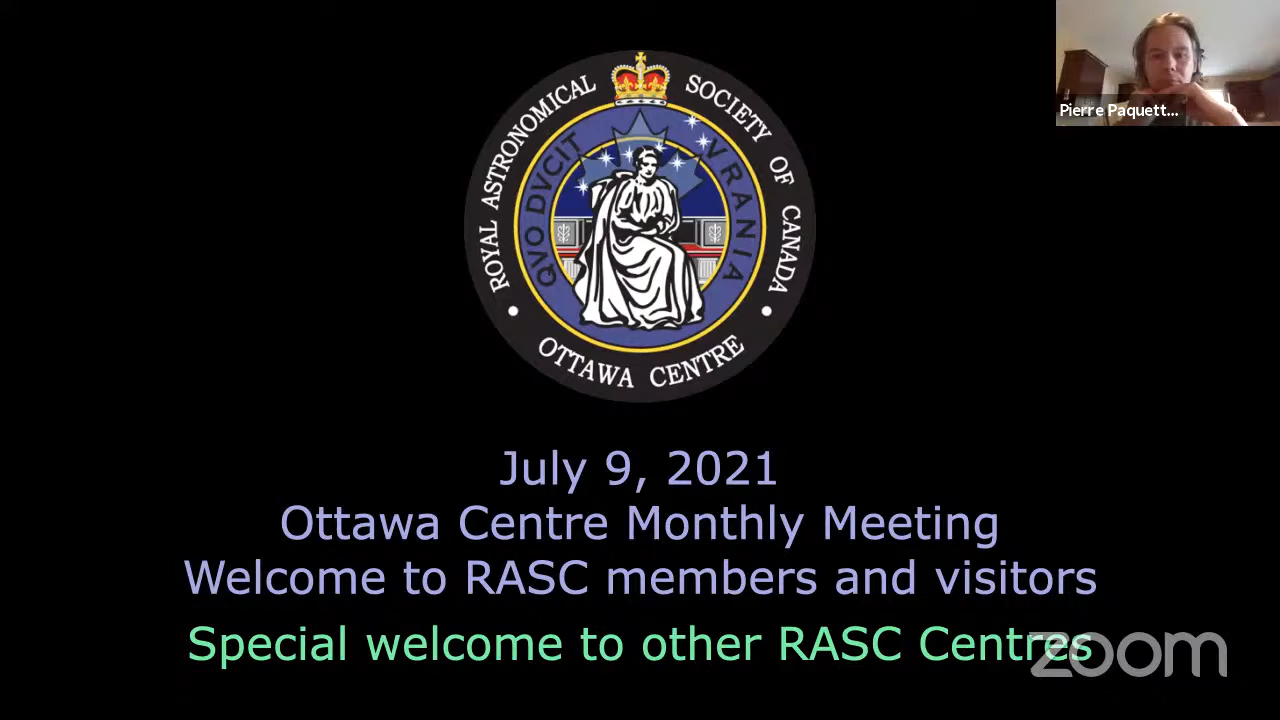 Pierre Paquett...
ROYAL ASTRONOMICAL SOCIETY OF CANADA
QVO DVCIT VRANIA
OTTAWA CENTRE
July 9, 2021
Ottawa Centre Monthly Meeting
Welcome to RASC members and visitors
Special welcome to other RASC Centres
zoom